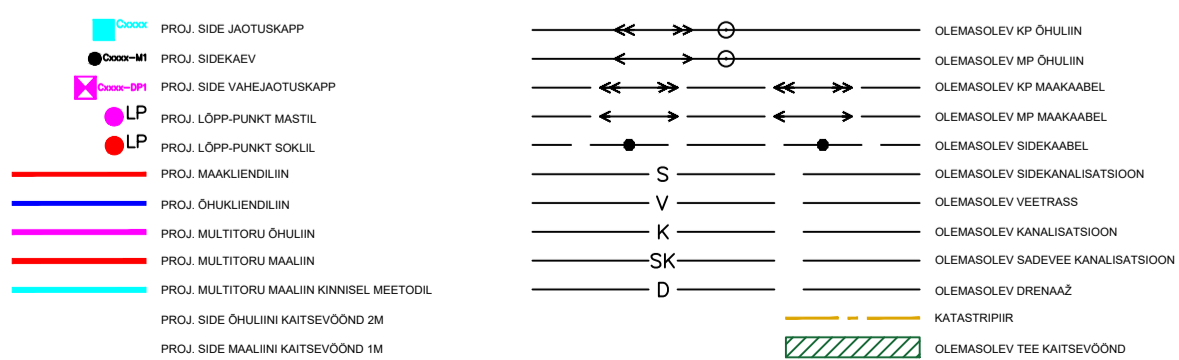 Cxxxx PROJ. SIDE JAOTUSKAPP
Cxxxx-M1 PROJ. SIDEKAEV
Cxxxx-DP1 PROJ. SIDE VAHEJAOTUSKAPP
LP PROJ. LÕPP-PUNKT MASTIL
LP PROJ. LÕPP-PUNKT SOKLIL
PROJ. MAAKLIENDILIIN
PROJ. ÕHUKLIENDILIIN
PROJ. MULTITORU ÕHULIIN
PROJ. MULTITORU MAALIIN
PROJ. MULTITORU MAALIIN KINNISEL MEETODIL
PROJ. SIDE ÕHULIINI KAITSEVÖÖND 2M
PROJ. SIDE MAALIINI KAITSEVÖÖND 1M
OLEMASOLEV KP ÕHULIIN
OLEMASOLEV MP ÕHULIIN
OLEMASOLEV KP MAAKAABEL
OLEMASOLEV MP MAAKAABEL
OLEMASOLEV SIDEKAABEL
S OLEMASOLEV SIDEKANALISATSIOON
V OLEMASOLEV VEETRASS
K OLEMASOLEV KANALISATSIOON
SK OLEMASOLEV SADEVEE KANALISATSIOON
D OLEMASOLEV DRENAAŽ
KATASTRIPIIR
OLEMASOLEV TEE KAITSEVÖÖND